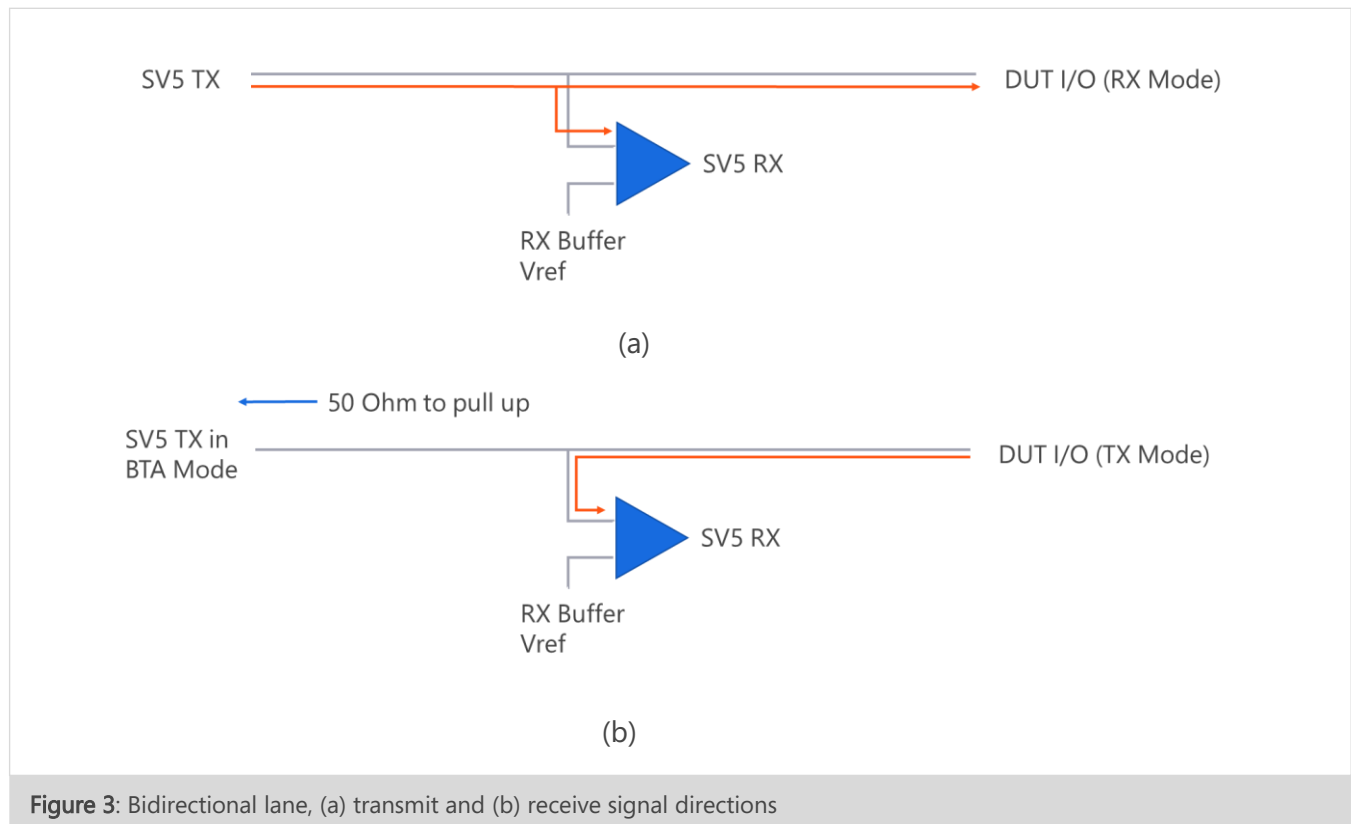 SV5 TX
DUT I/O (RX Mode)
SV5 RX
RX Buffer
Vref
(a)
50 Ohm to pull up
SV5 TX in
BTA Mode
DUT I/O (TX Mode)
SV5 RX
RX Buffer
Vref
(b)
Figure 3: Bidirectional lane, (a) transmit and (b) receive signal directions